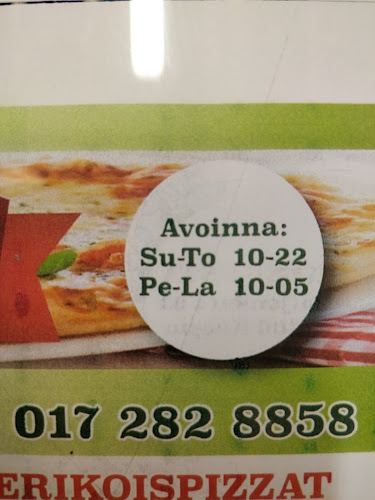 Avoinna:
Su-To 10-22
Pe-La 10-05
017 282 8858
ERIKOISPIZZAT